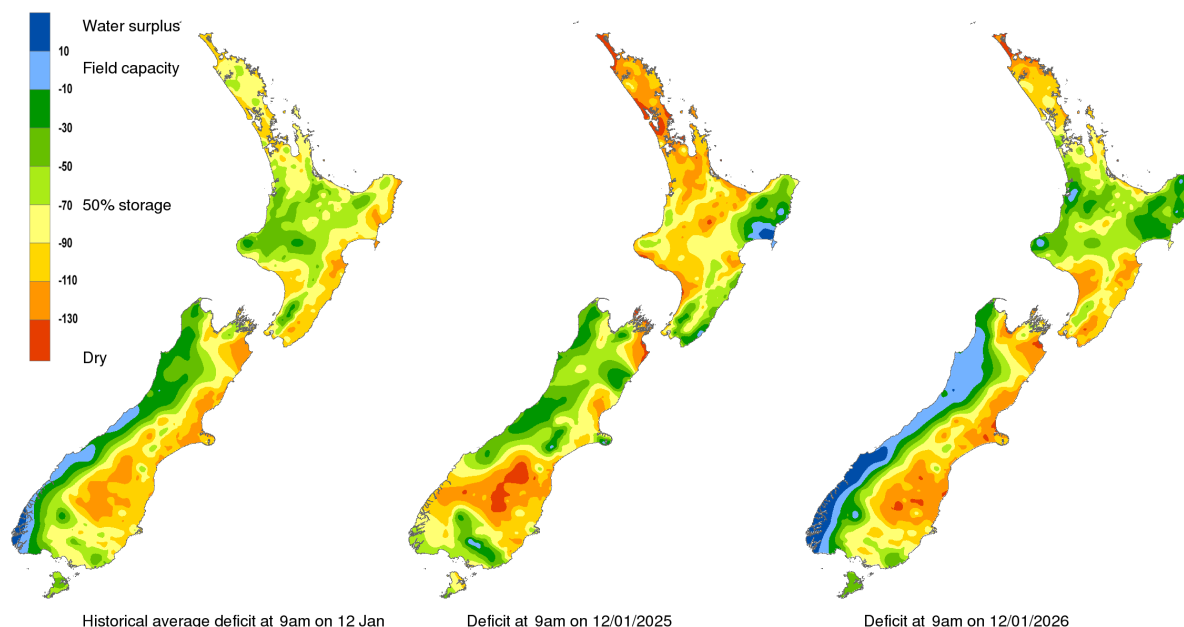 Water surplus
10
Field capacity
-10
-30
-50
50% storage
-70
-90
-110
-130
Dry
Historical average deficit at 9am on 12 Jan
Deficit at 9am on 12/01/2025
Deficit at 9am on 12/01/2026